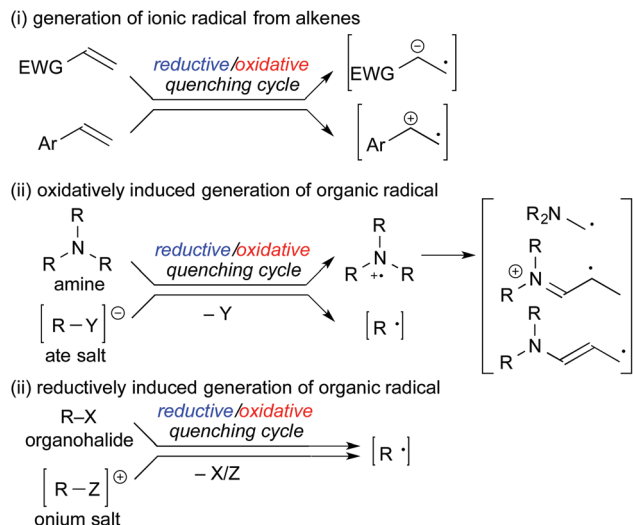 (i) generation of ionic radical from alkenes
EWG
reductive/oxidative
quenching cycle
EWG
⊖
·
Ar
Ar
⊕
·
(ii) oxidatively induced generation of organic radical
R
N
R R
amine
reductive/oxidative
quenching cycle
R
N
R R
+•
R₂N ·
R
⊕ N
R
·
R
N
R
·
[R–Y] ⊖
ate salt
– Y
[R ·]
(ii) reductively induced generation of organic radical
R–X
organohalide
reductive/oxidative
quenching cycle
[R ·]
[R–Z] ⊕
onium salt
– X/Z